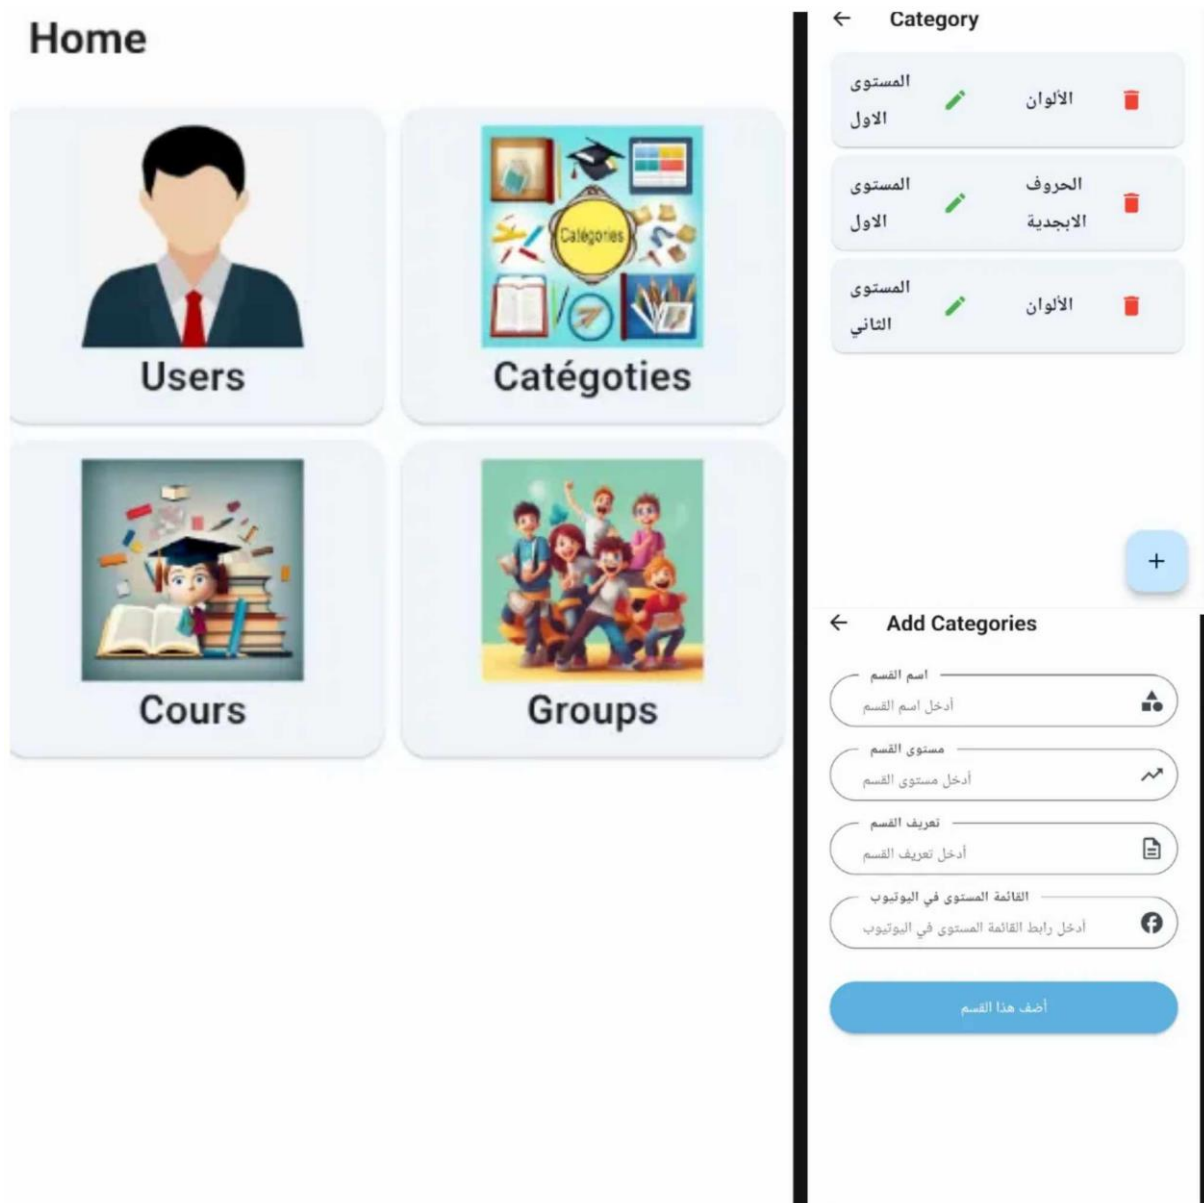 Home
Catégories
Users
Catégoties
Cours
Groups
Category
المستوى
الاول
الألوان
المستوى
الاول
الحروف
الابجدية
المستوى
الثاني
الألوان
+
Add Categories
اسم القسم
أدخل اسم القسم
مستوى القسم
أدخل مستوى القسم
تعريف القسم
أدخل تعريف القسم
القائمة المستوى في اليوتيوب
أدخل رابط القائمة المستوى في اليوتيوب
أضف هذا القسم